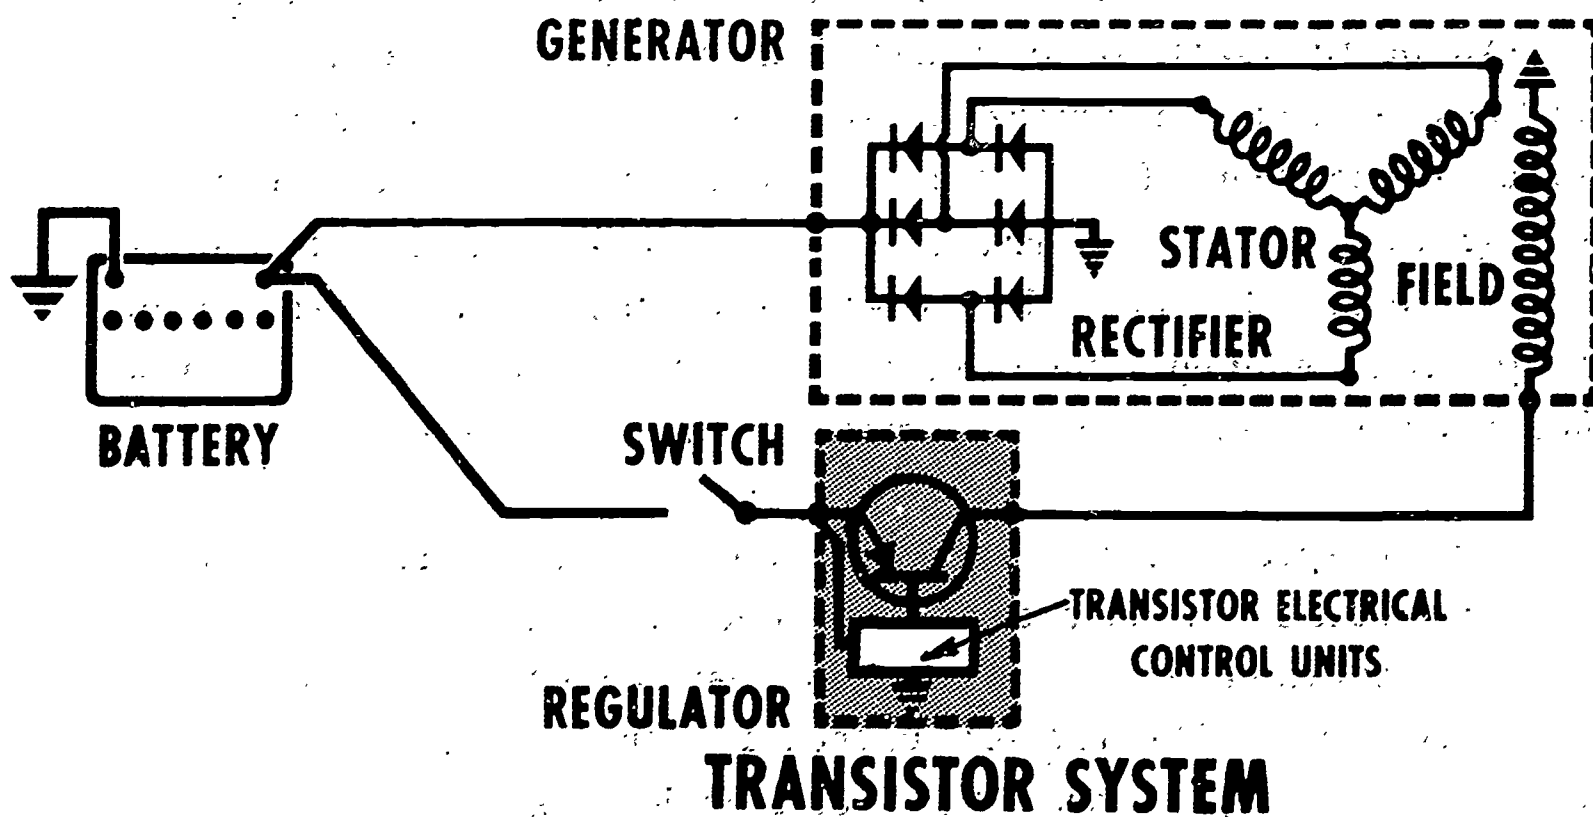 GENERATOR
STATOR
FIELD
RECTIFIER
BATTERY
SWITCH
TRANSISTOR ELECTRICAL
CONTROL UNITS
REGULATOR
TRANSISTOR SYSTEM